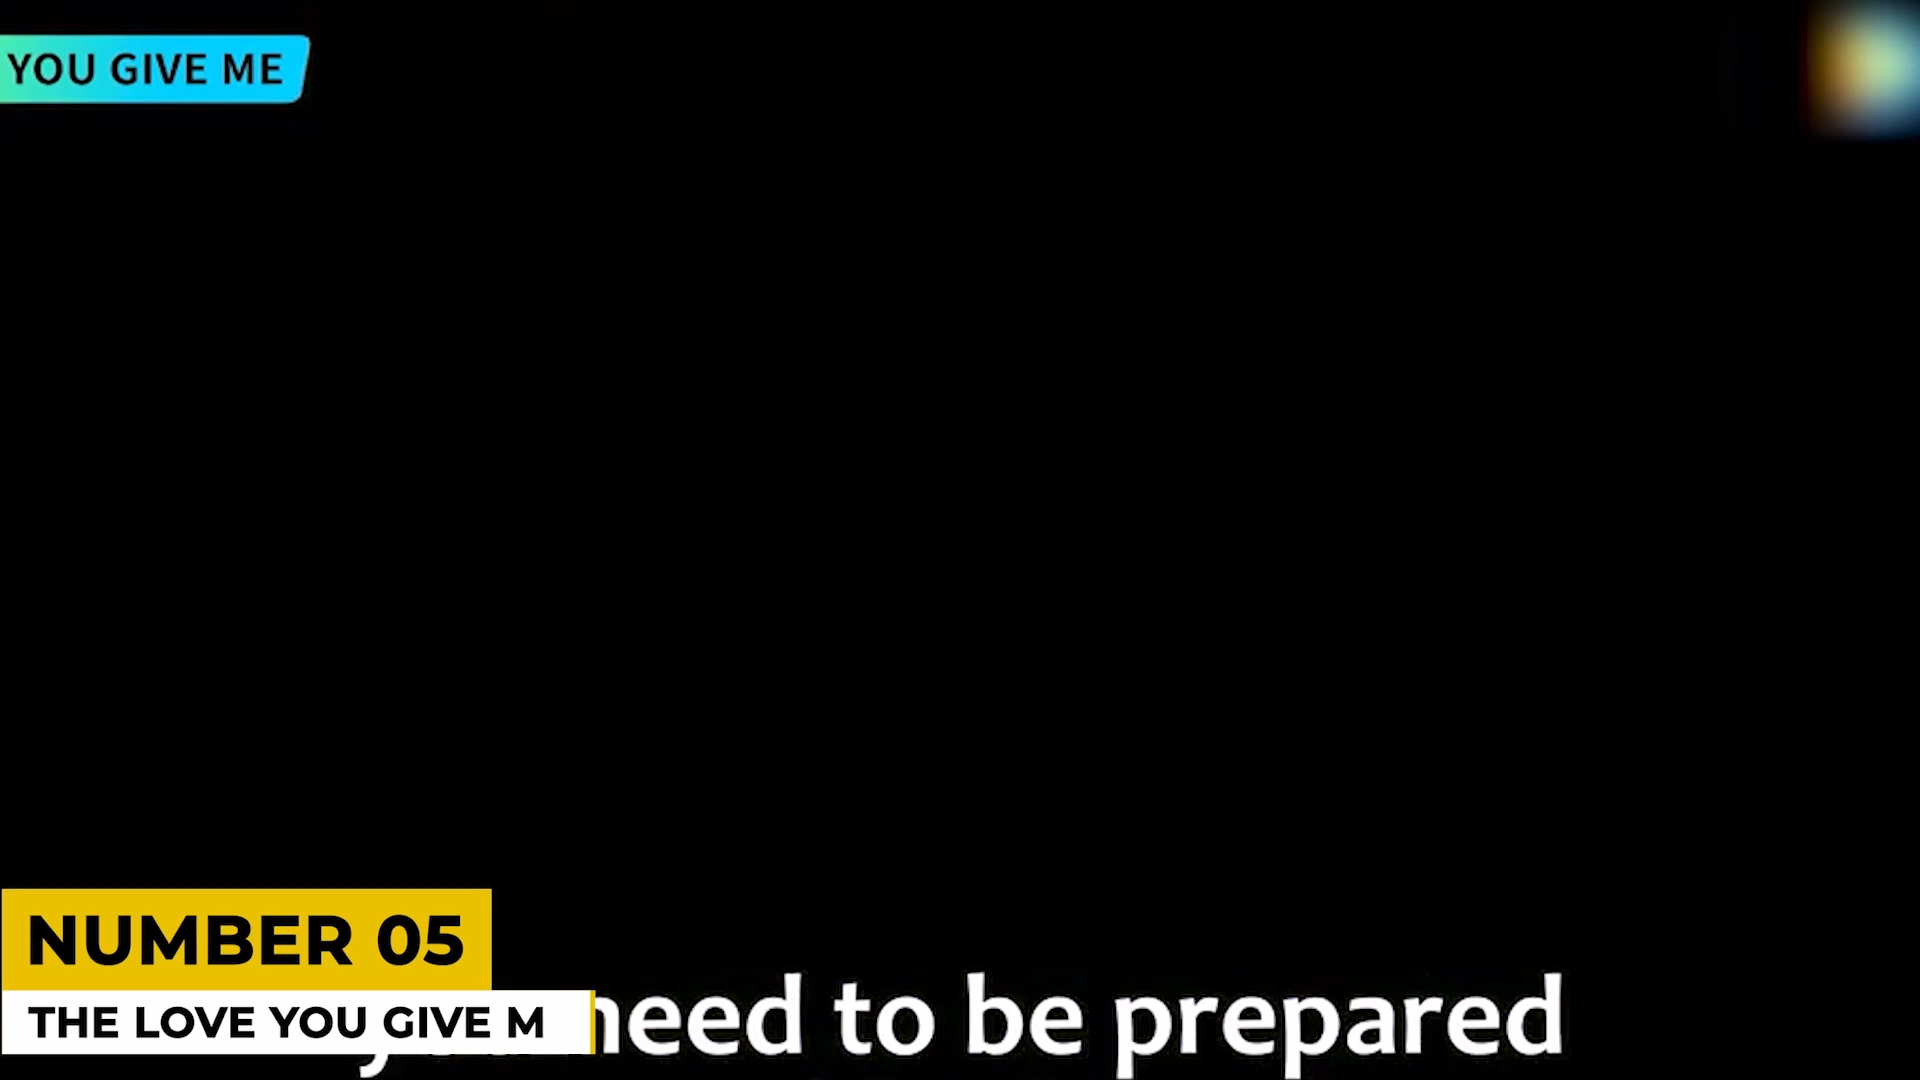 YOU GIVE ME
NUMBER 05
THE LOVE YOU GIVE M
need to be prepared